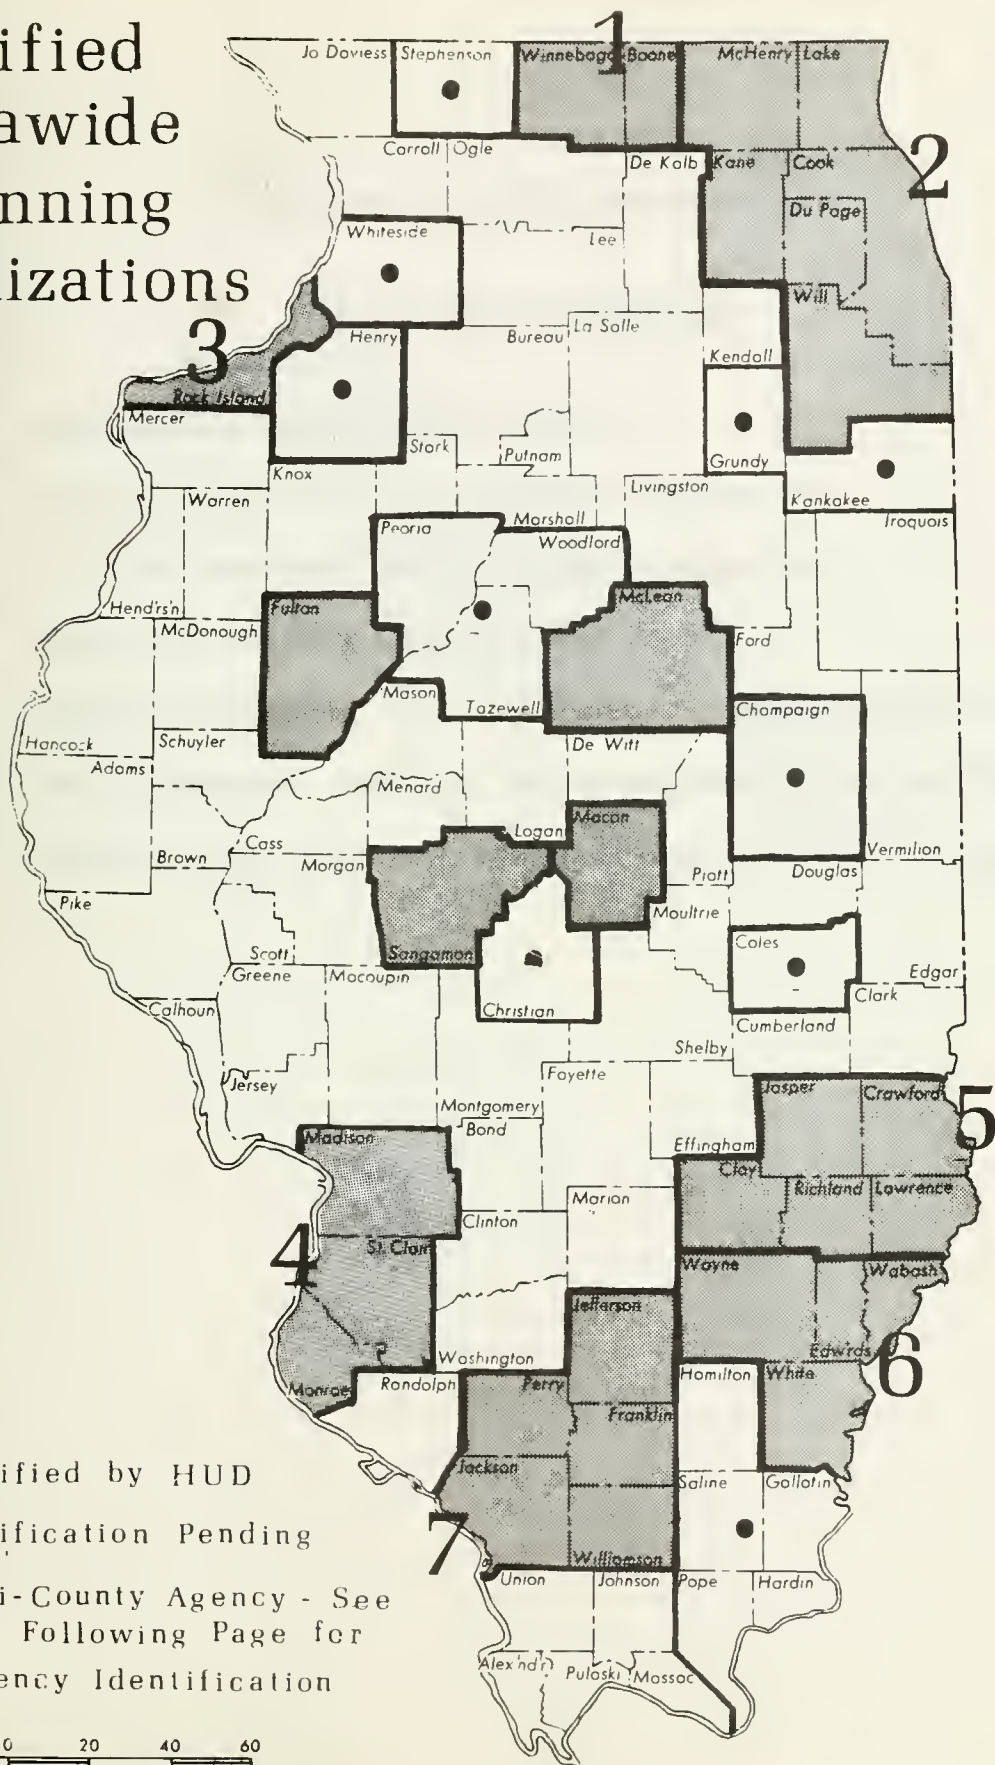 ified
awide
nning
lizations
1
Jo Daviess Stephenson Winnebago Boone McHenry Lake
2
Carroll Ogle De Kalb Kane Cook
Du Page
Whiteside Lee
Will
3
Henry Bureau La Salle
Kendall
Rock Island
Mercer
Stark Putnam Grundy
Knox
Warren Livingston Kankakee
Iroquois
Peoria Marshall
Woodford
Hend'rs'n Fulton McLean
McDonough Ford
Mason Tazewell Champaign
Hancock Schuyler De Witt
Adams
Menard
Macon
Logan
Cass
Brown Morgan Vermilion
Piatt Douglas
Pike Moultrie
Scott Sangamon Coles
Greene Macoupin Edgar
Calhoun Christian Clark
Cumberland
Shelby
Jersey Fayette Jasper Crawford
5
Montgomery
Bond
Madison Effingham
Clay
Richland Lawrence
Marion
Clinton
4
St. Clair Wayne Wabash
Jefferson
Washington Edw'rds
6
Monroe Randolph Perry Hamilton White
Franklin
ified by HUD
Jackson Saline Gallatin
ification Pending
7
Williamson
i-County Agency - See
Union Johnson Pope Hardin
Following Page for
ency Identification
Alex'nd'r Pulaski Massac
0 20 40 60